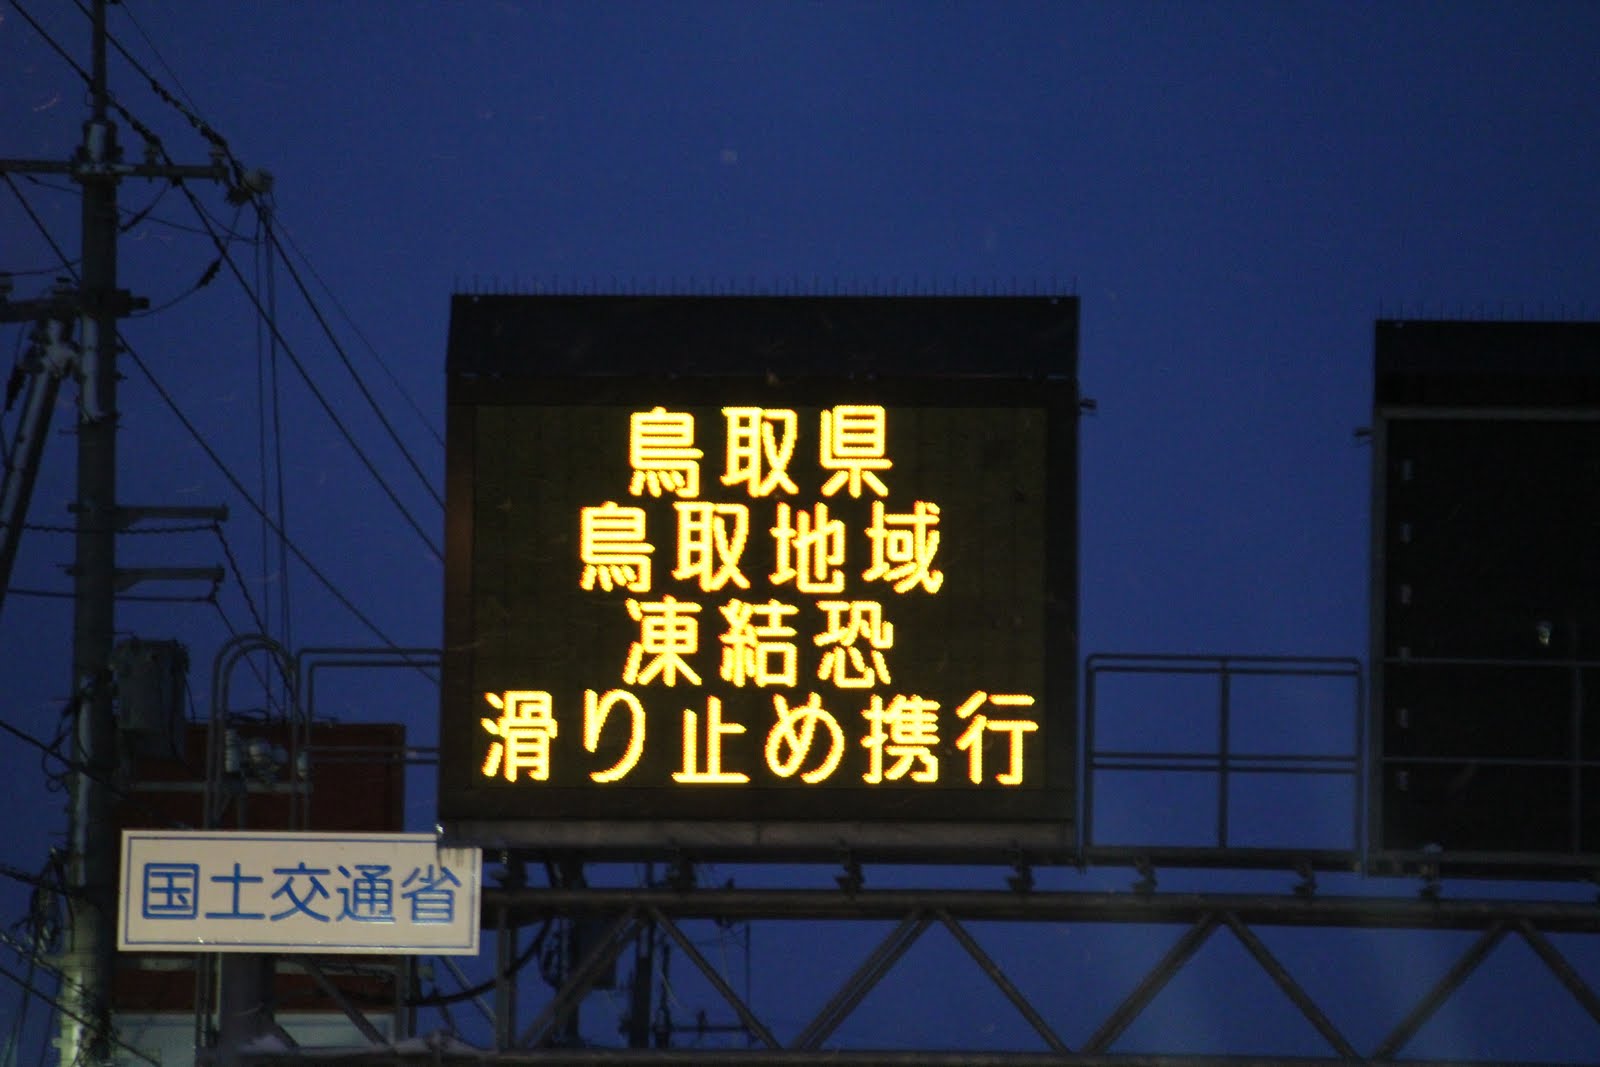 鳥取県
鳥取地域
凍結恐
滑り止め携行
国土交通省